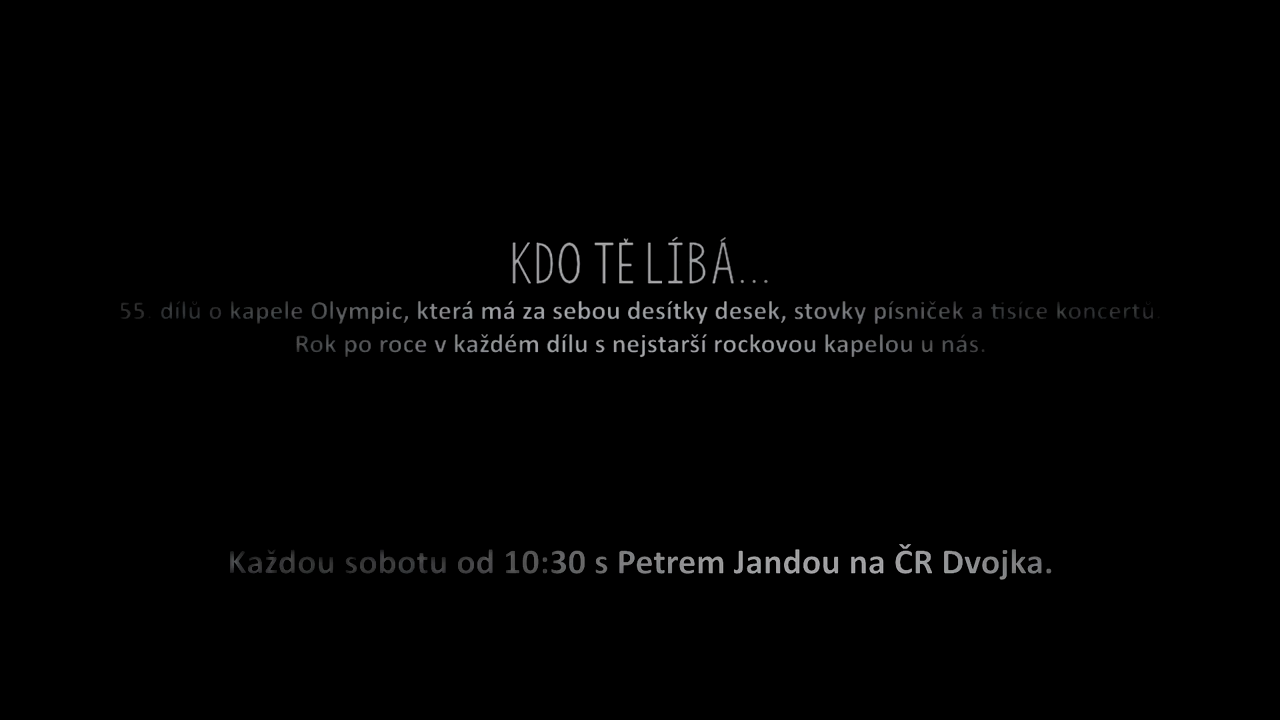 KDO TĚ LÍBÁ...
55. dílů o kapele Olympic, která má za sebou desítky desek, stovky písniček a tisíce koncertů
Rok po roce v každém dílu s nejstarší rockovou kapelou u nás.
Každou sobotu od 10:30 s Petrem Jandou na ČR Dvojka.